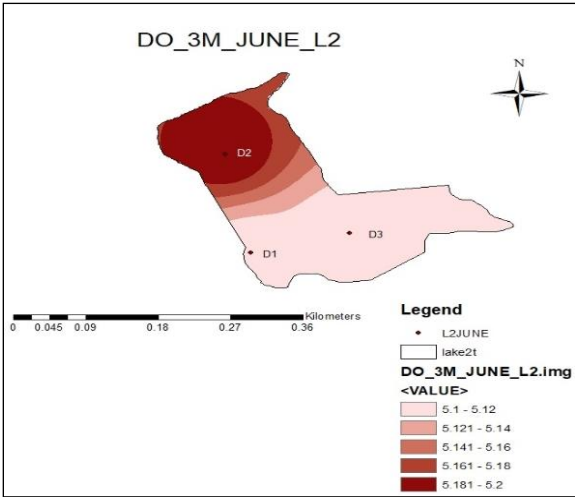 DO_3M_JUNE_L2
N
D2
D3
D1
Kilometers
0 0.045 0.09 0.18 0.27 0.36
Legend
L2JUNE
lake2t
DO_3M_JUNE_L2.img
<VALUE>
5.1 - 5.12
5.121 - 5.14
5.141 - 5.16
5.161 - 5.18
5.181 - 5.2